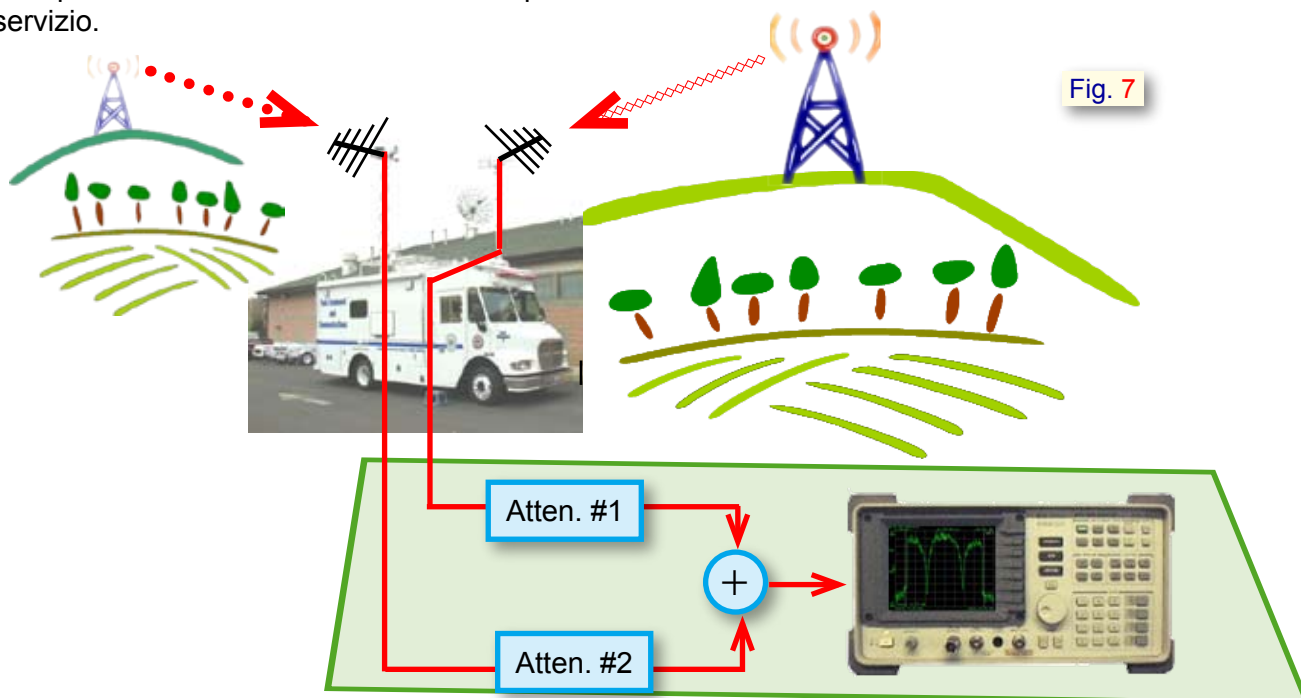 servizio.
Fig. 7
Atten. #1
+
Atten. #2